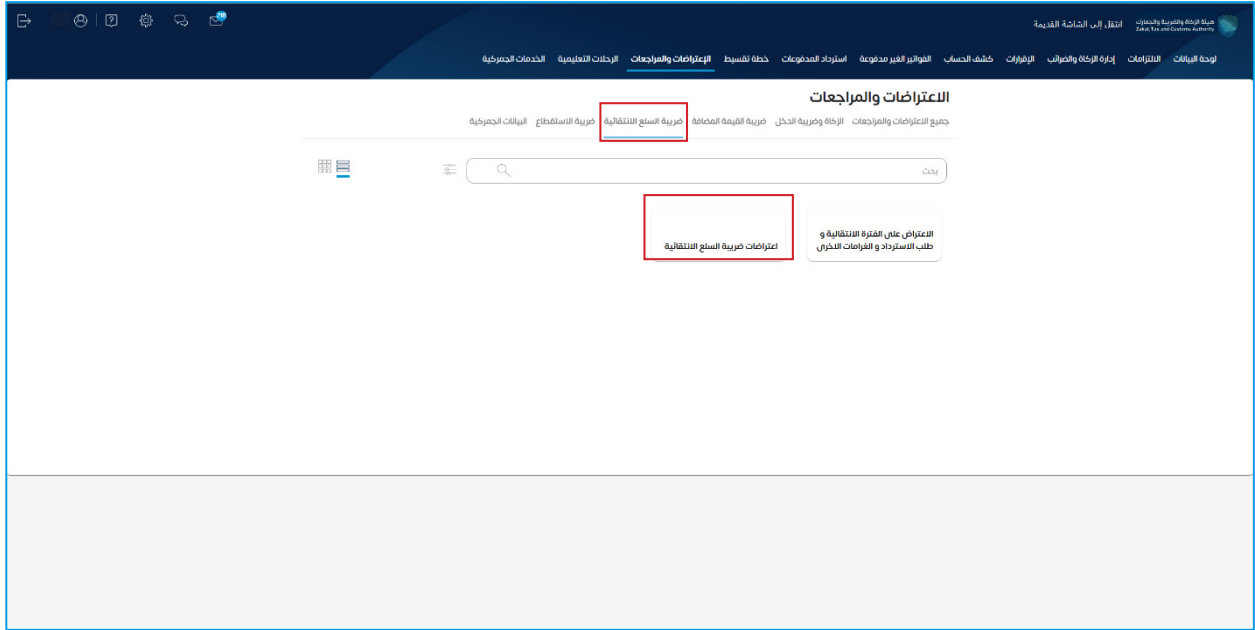 هيئة الزكاة والضريبة والجمارك
Zakat, Tax and Customs Authority
انتقل إلى الشاشة القديمة
لوحة البيانات الالتزامات إدارة الزكاة والضرائب الإقرارات كشف الحساب الفواتير الغير مدفوعة استرداد المدفوعات خطة تقسيط الإعتراضات والمراجعات الرحلات التعليمية الخدمات الجمركية
الاعتراضات والمراجعات
جميع الاعتراضات والمراجعات الزكاة وضريبة الدخل ضريبة القيمة المضافة ضريبة السلع الانتقائية ضريبة الاستقطاع البيانات الجمركية
بحث
الاعتراض على الفترة الانتقالية و
طلب الاسترداد و الغرامات الاخرى
اعتراضات ضريبة السلع الانتقائية